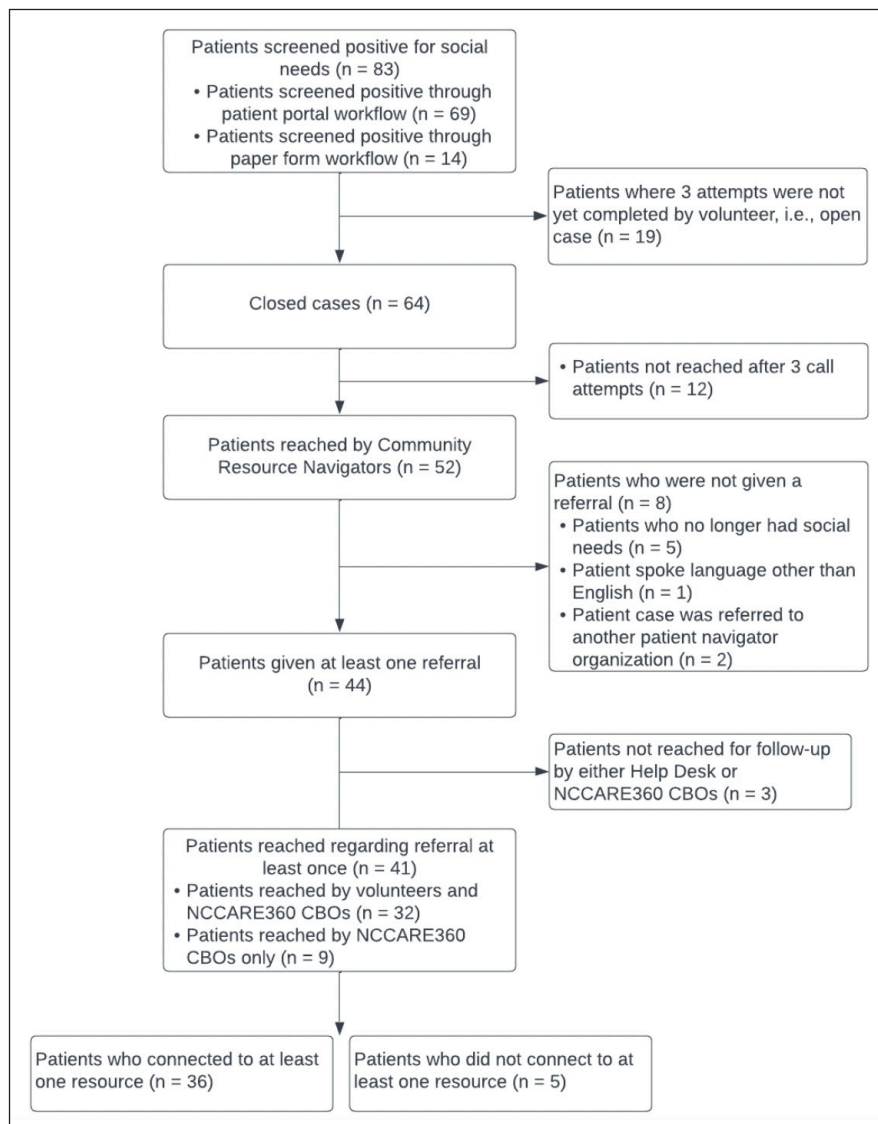 Patients screened positive for social
needs (n = 83)
• Patients screened positive through
patient portal workflow (n = 69)
• Patients screened positive through
paper form workflow (n = 14)
Patients where 3 attempts were not
yet completed by volunteer, i.e., open
case (n = 19)
Closed cases (n = 64)
• Patients not reached after 3 call
attempts (n = 12)
Patients reached by Community
Resource Navigators (n = 52)
Patients who were not given a
referral (n = 8)
• Patients who no longer had social
needs (n = 5)
• Patient spoke language other than
English (n = 1)
• Patient case was referred to
another patient navigator
organization (n = 2)
Patients given at least one referral
(n = 44)
Patients not reached for follow-up
by either Help Desk or
NCCARE360 CBOs (n = 3)
Patients reached regarding referral at
least once (n = 41)
• Patients reached by volunteers and
NCCARE360 CBOs (n = 32)
• Patients reached by NCCARE360
CBOs only (n = 9)
Patients who connected to at least
one resource (n = 36)
Patients who did not connect to at
least one resource (n = 5)